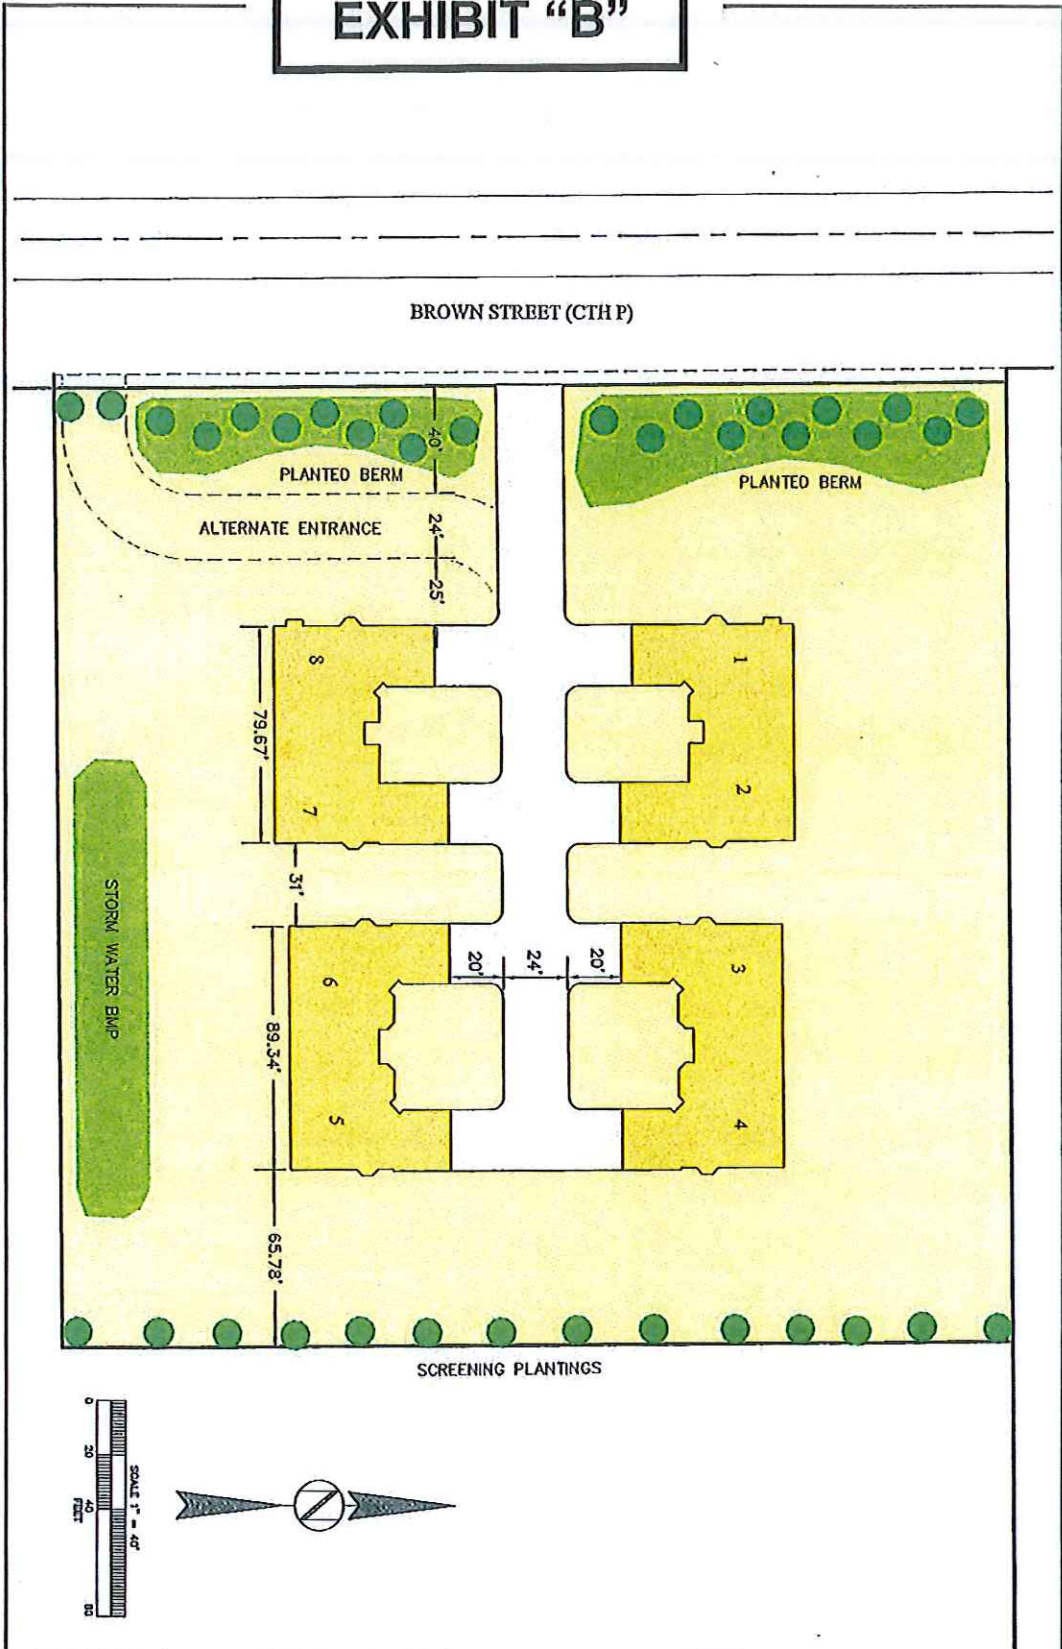 EXHIBIT “B”
BROWN STREET (CTH P)
40'
PLANTED BERM
PLANTED BERM
ALTERNATE ENTRANCE
24'
25'
8
1
79.67'
2
7
31'
20'
24'
20'
3
6
STORM WATER BMP
89.34'
5
4
65.78'
SCREENING PLANTINGS
0
20
40
80
FEET
SCALE 1" = 40'